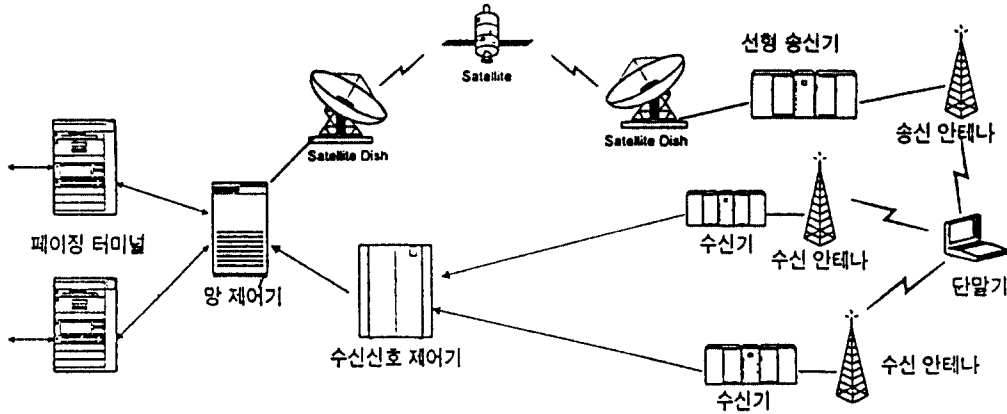 Satellite
선형 송신기
Satellite Dish
Satellite Dish
송신 안테나
페이징 터미널
망 제어기
수신기
수신 안테나
단말기
수신신호 제어기
수신기
수신 안테나